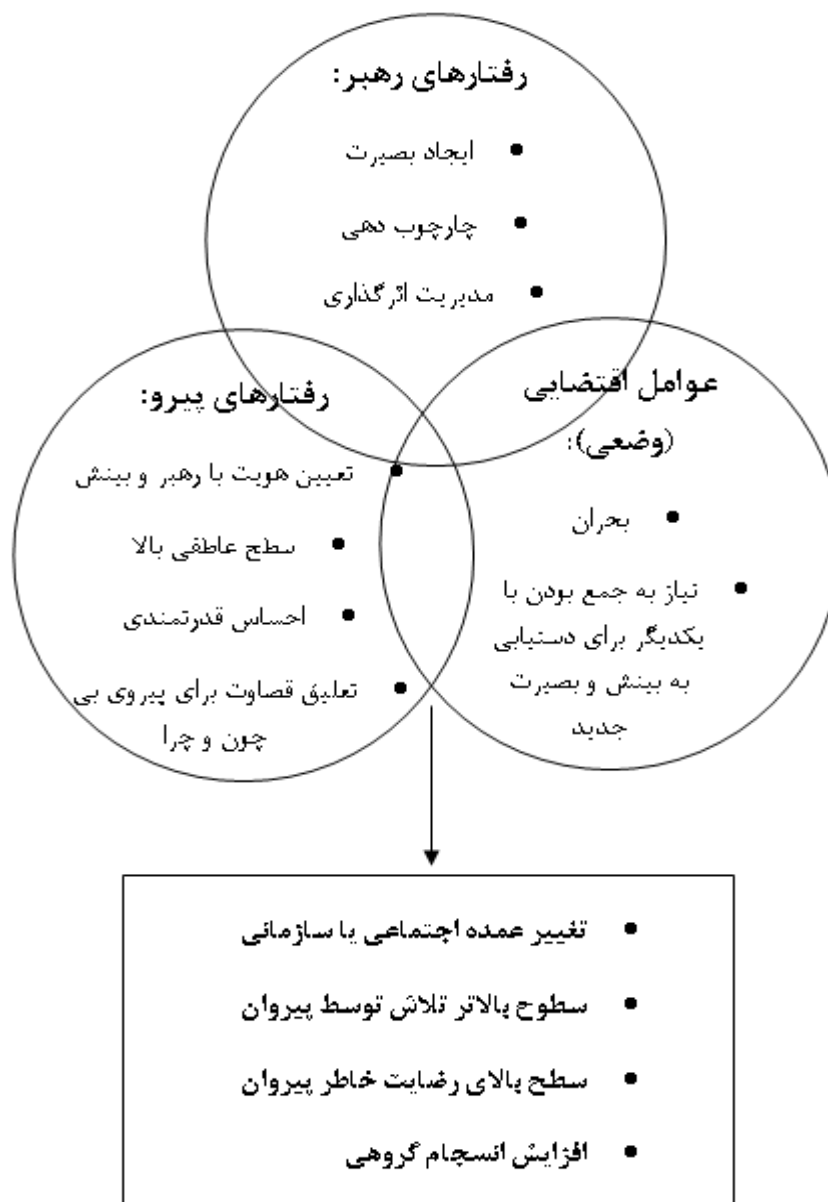 رفتارهای رهبر:
• ایجاد بصیرت
• چارچوب دهی
• مدیریت اثرگذاری
عوامل اقتضایی
(وضعی):
• بحران
• نیاز به جمع بودن با
یکدیگر برای دستیابی
به بینش و بصیرت
جدید
رفتارهای پیرو:
• تعیین هویت با رهبر و بینش
• سطح عاطفی بالا
• احساس قدرتمندی
• تعلیق قضاوت برای پیروی بی
چون و چرا
• تغییر عمده اجتماعی یا سازمانی
• سطوح بالاتر تلاش توسط پیروان
• سطح بالای رضایت خاطر پیروان
• افزایش انسجام گروهی